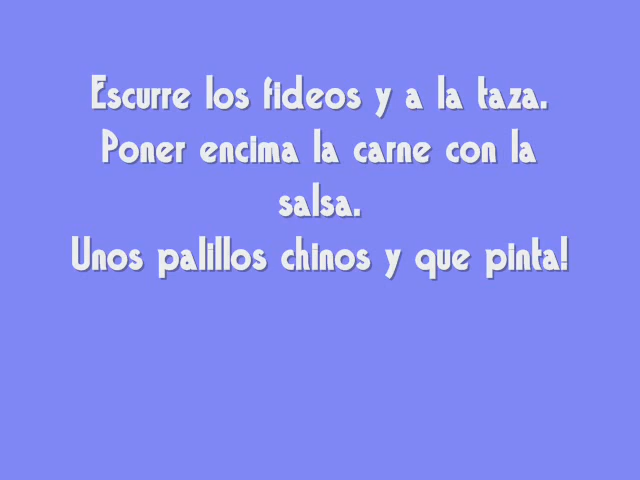 Escurre los fideos y a la taza.
Poner encima la carne con la
salsa.
Unos palillos chinos y que pinta!